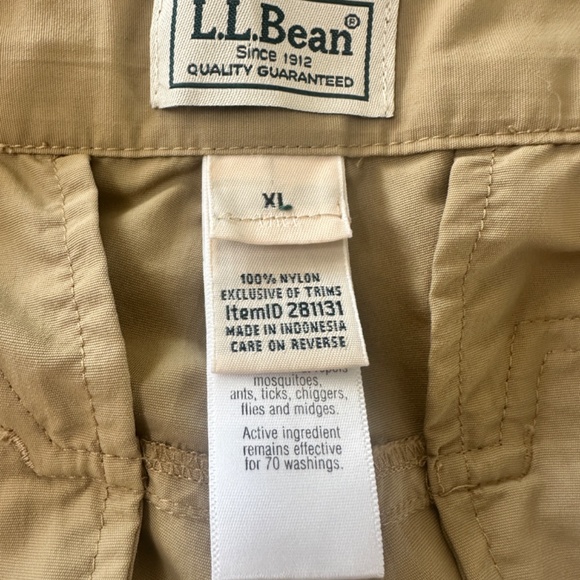 L.L.Bean®
Since 1912
QUALITY GUARANTEED
XL
100% NYLON
EXCLUSIVE OF TRIMS
ItemID 281131
MADE IN INDONESIA
CARE ON REVERSE
mosquitoes,
ants, ticks, chiggers,
flies and midges.
Active ingredient
remains effective
for 70 washings.